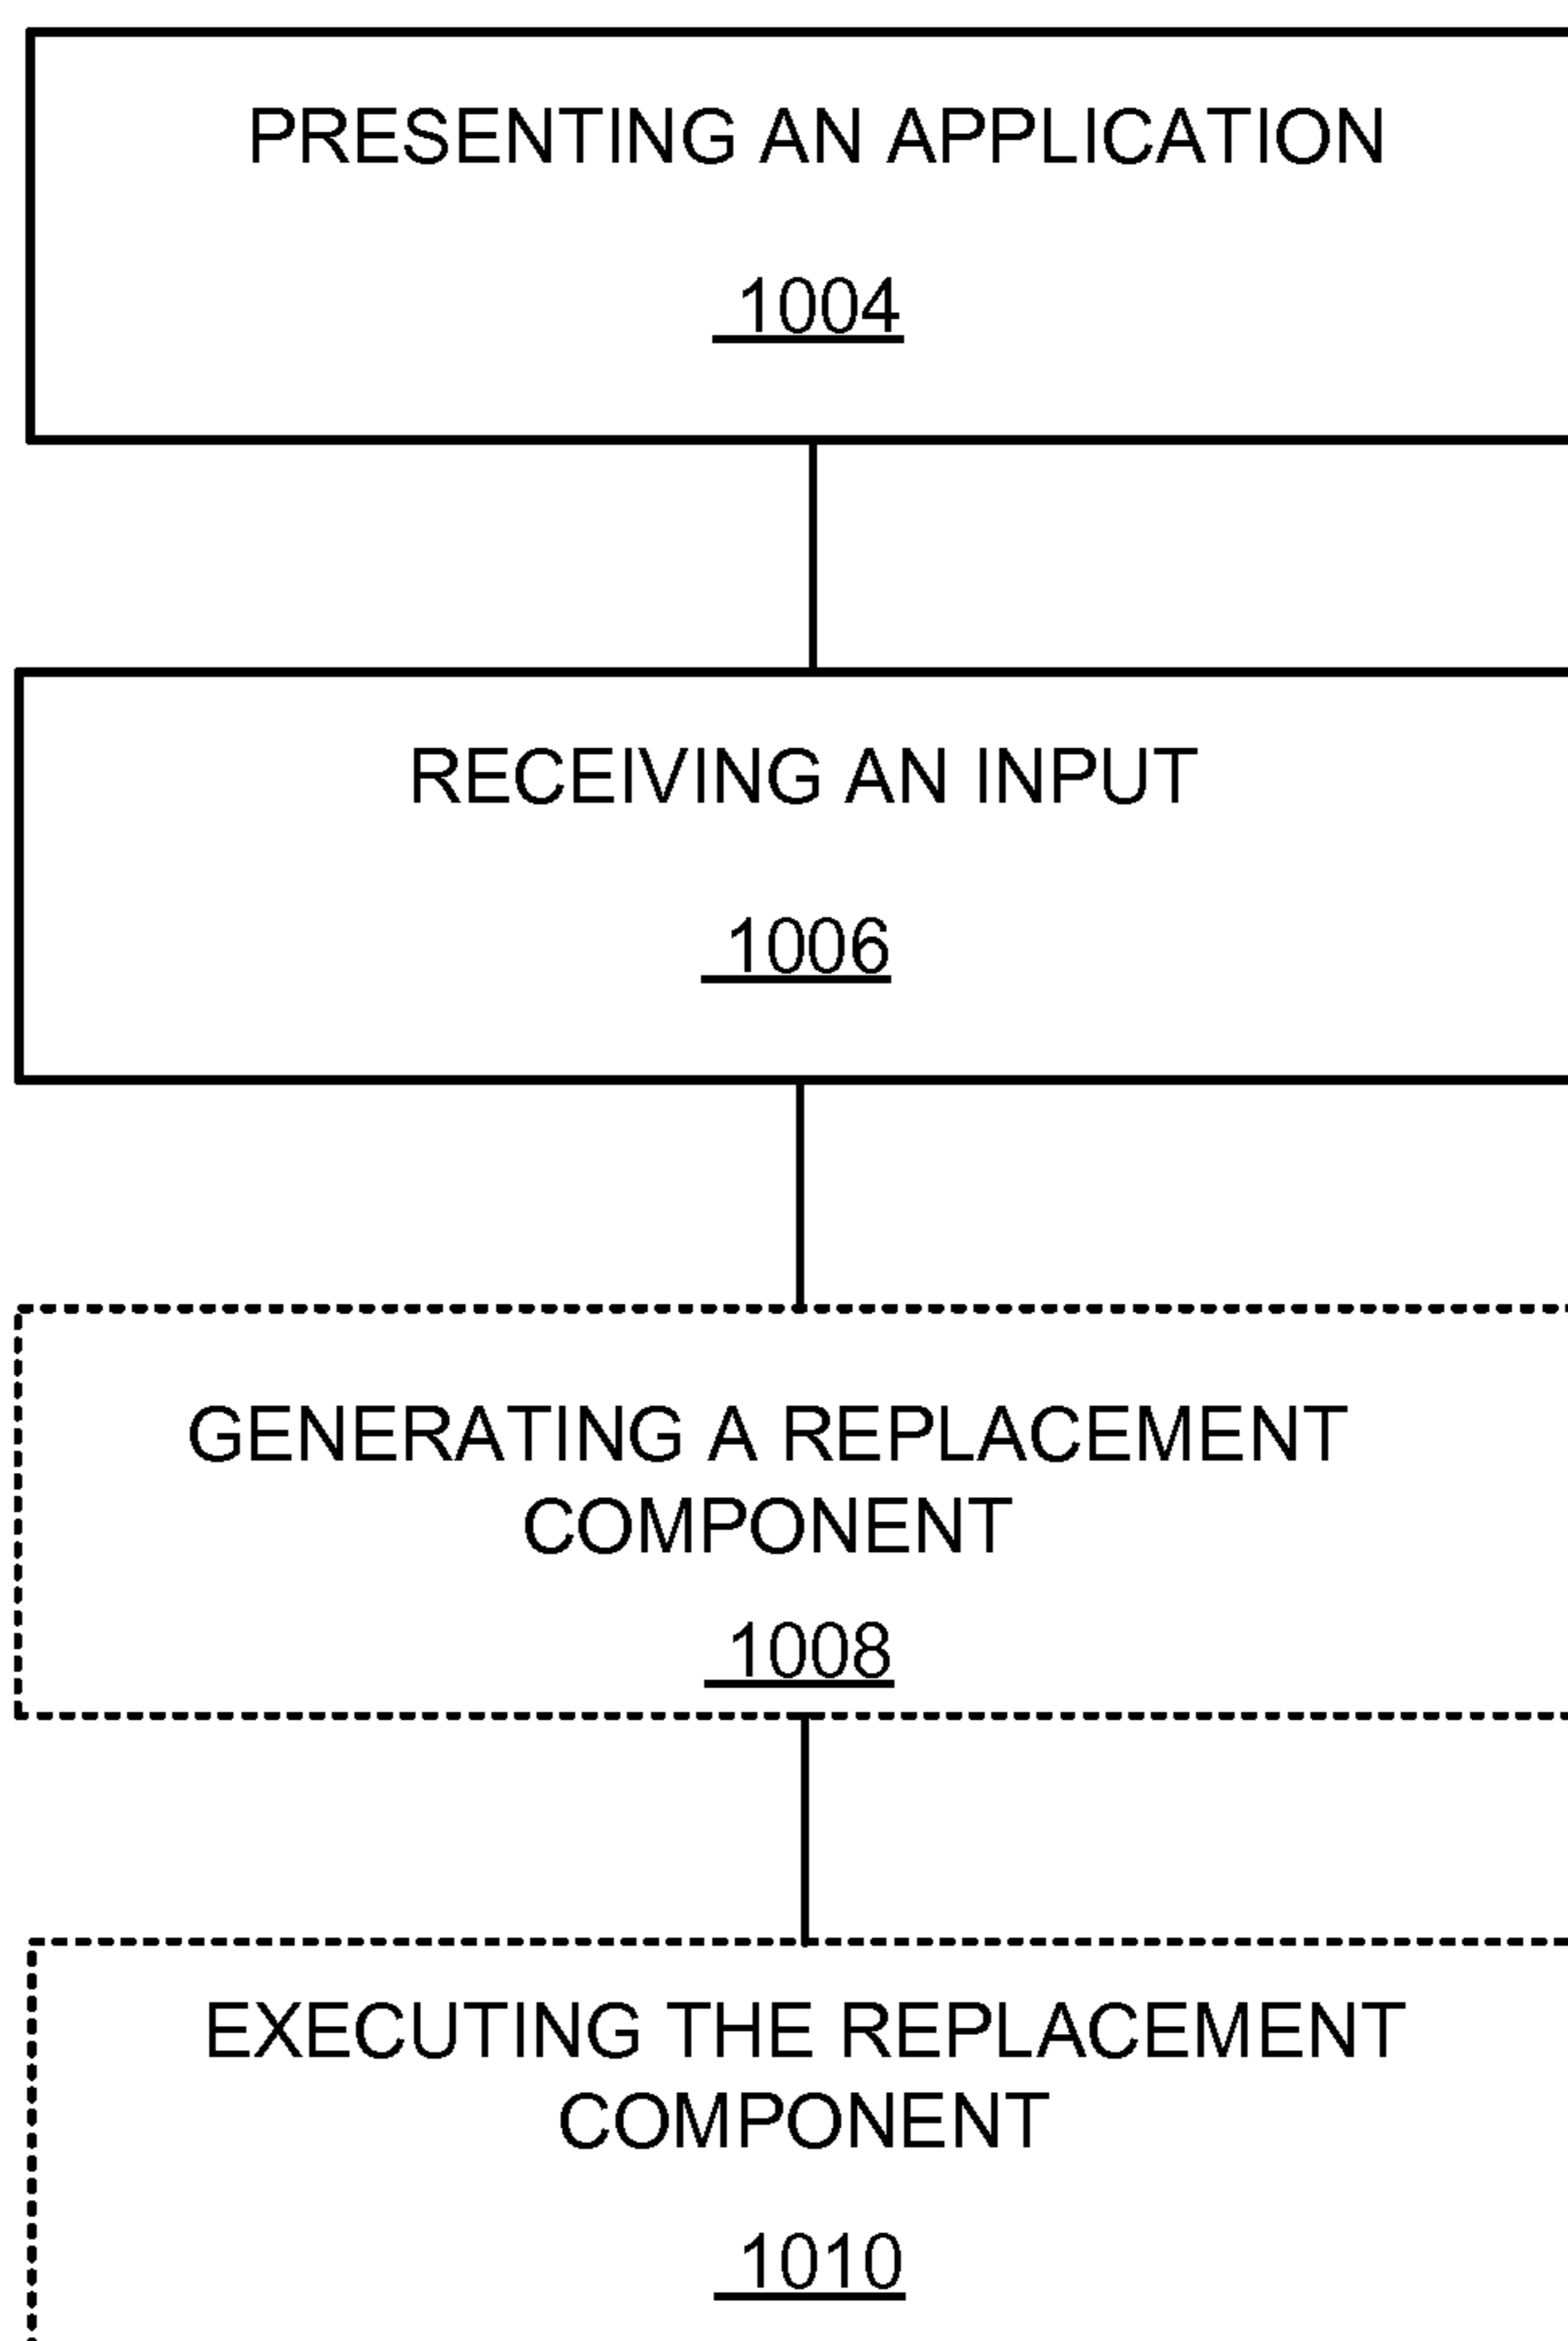 PRESENTING AN APPLICATION
1004
RECEIVING AN INPUT
1006
GENERATING A REPLACEMENT
COMPONENT
1008
EXECUTING THE REPLACEMENT
COMPONENT
1010